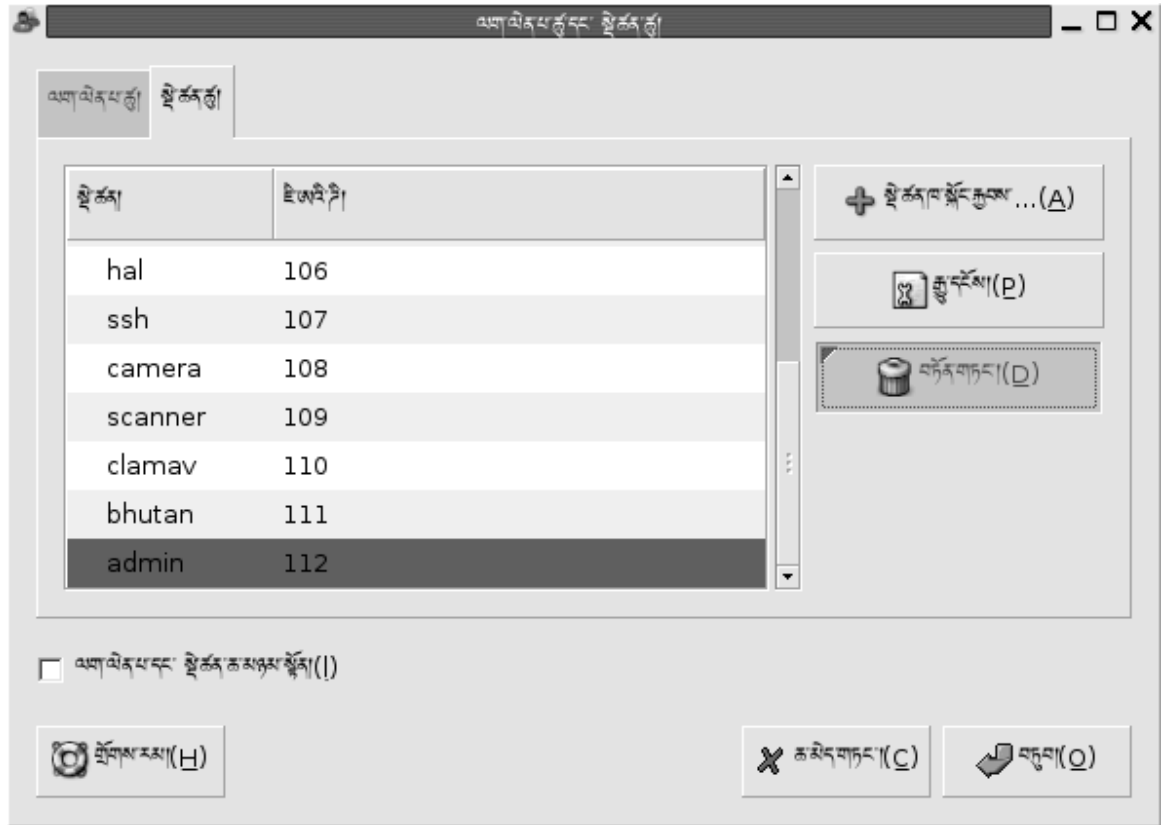 ལག་ལེན་པ་ཚུ་དང་ སྡེ་ཚན་ཚུ།
ལག་ལེན་པ་ཚུ། སྡེ་ཚན་ཚུ།
སྡེ་ཚན། ཇི་ཨའི་ཌི།
hal 106
ssh 107
camera 108
scanner 109
clamav 110
bhutan 111
admin 112
སྡེ་ཚན་ཁ་སྐོང་རྐྱབས་...(A)
རྒྱུ་དངོས།(P)
བཏོན་གཏང་།(D)
ལག་ལེན་པ་དང་ སྡེ་ཚན་ཆ་མཉམ་སྟོན།(l)
གྲོགས་རམ།(H)
ཆ་མེད་གཏང་།(C)
བཏུབ།(O)